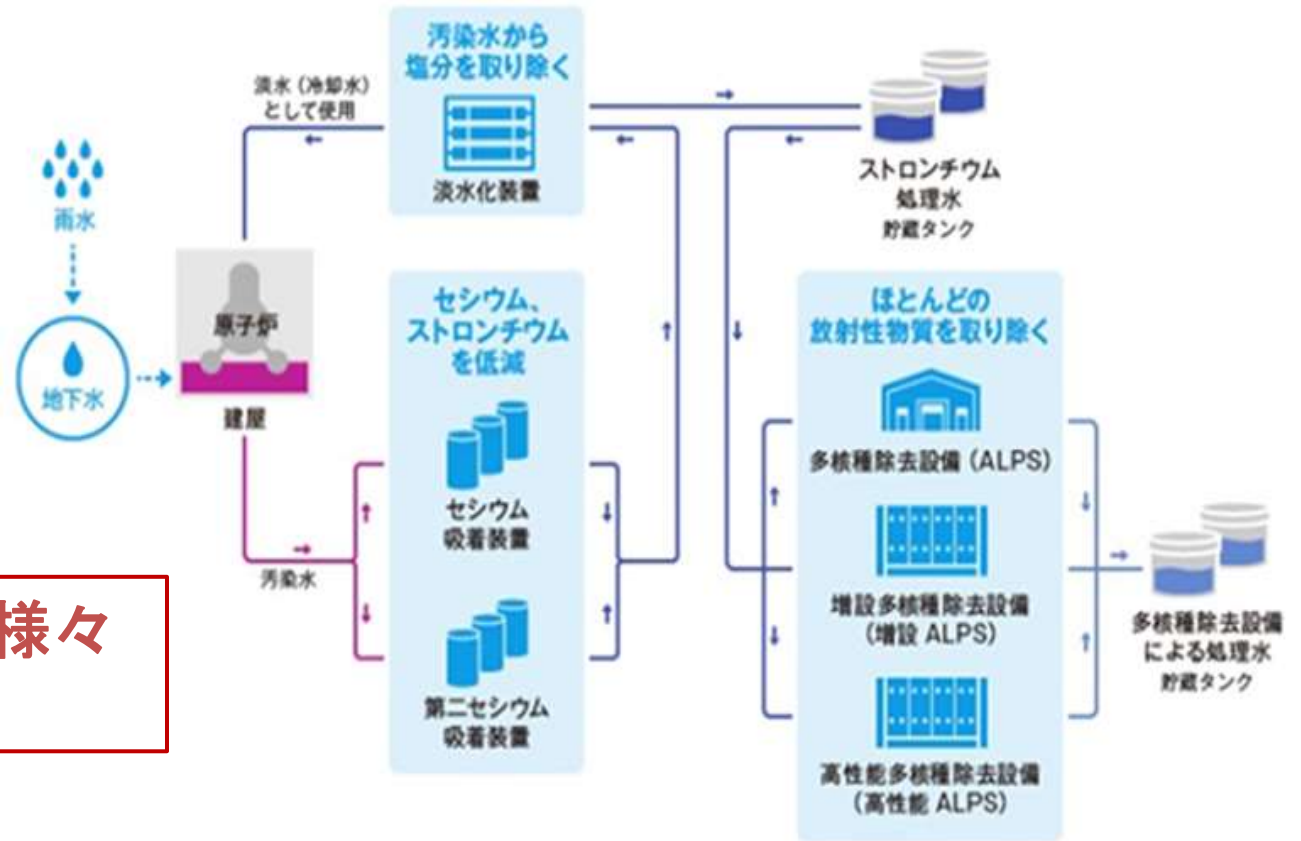 汚染水から
塩分を取り除く
淡水化装置
淡水（冷却水）
として使用
雨水
地下水
原子炉
建屋
汚染水
セシウム、
ストロンチウム
を低減
セシウム
吸着装置
第二セシウム
吸着装置
ストロンチウム
処理水
貯蔵タンク
ほとんどの
放射性物質を取り除く
多核種除去設備（ALPS）
増設多核種除去設備
（増設 ALPS）
高性能多核種除去設備
（高性能 ALPS）
多核種除去設備
による処理水
貯蔵タンク
様々